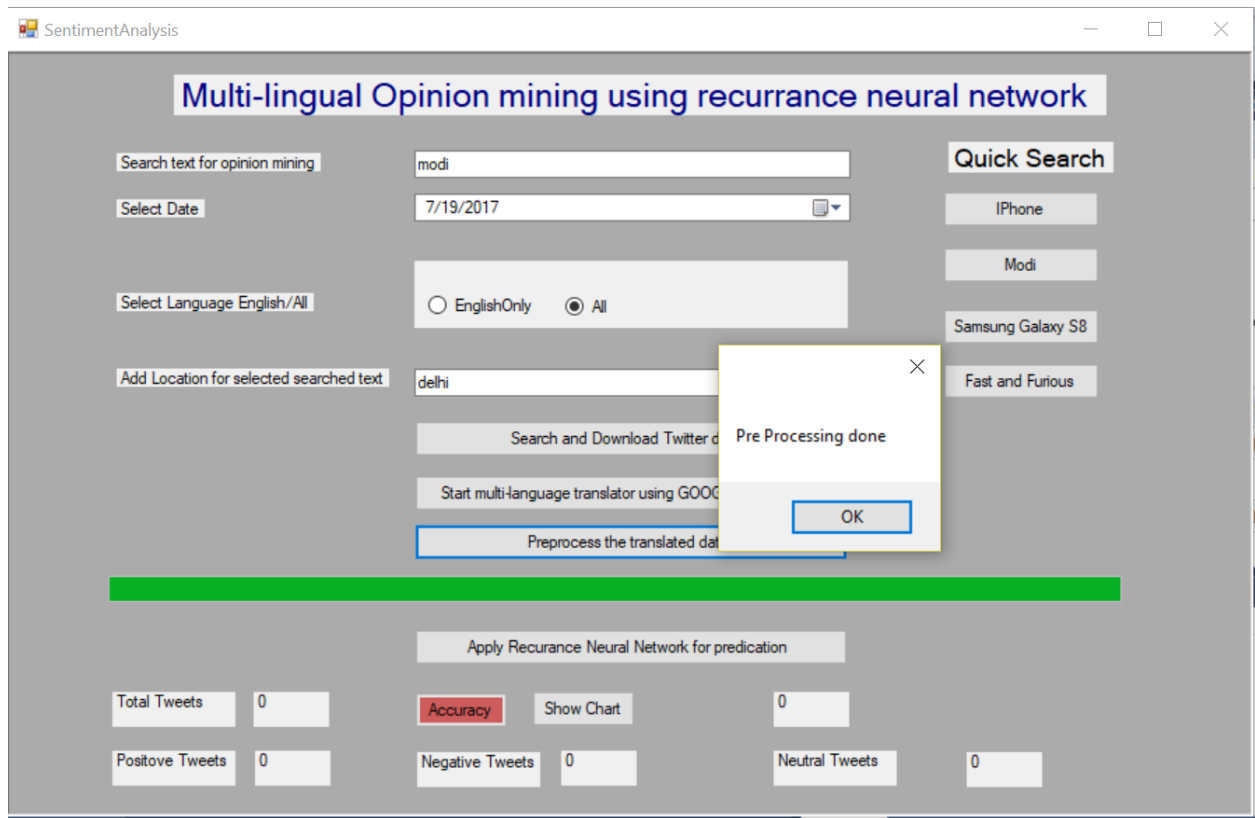 SentimentAnalysis
Multi-lingual Opinion mining using recurrance neural network
Search text for opinion mining
modi
Quick Search
Select Date
7/19/2017
IPhone
Modi
Select Language English/All
EnglishOnly
All
Samsung Galaxy S8
Add Location for selected searched text
delhi
Fast and Furious
Search and Download Twitter
Pre Processing done
Start multi-language translator using
OK
Preprocess the translated
Apply Recurance Neural Network for predication
Total Tweets
0
Accuracy
Show Chart
0
Positove Tweets
0
Negative Tweets
0
Neutral Tweets
0